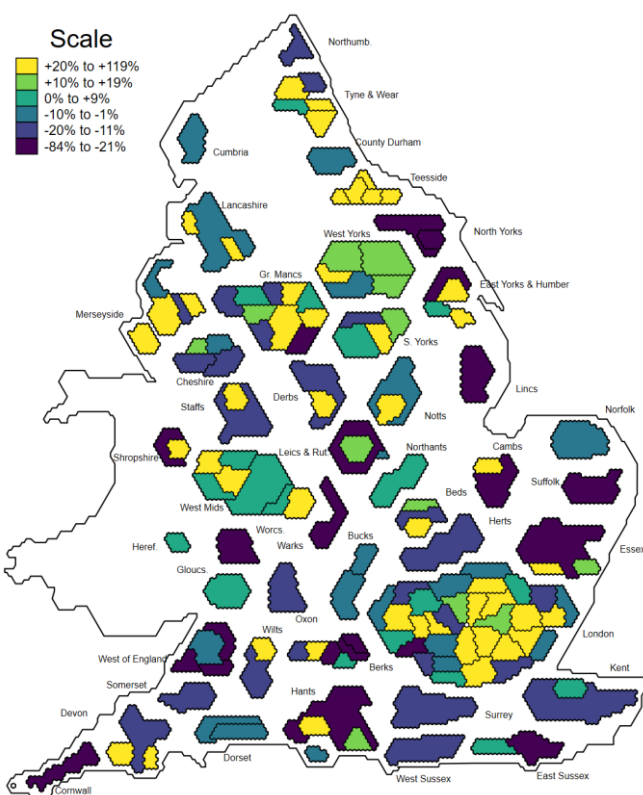 Scale
+20% to +119%
+10% to +19%
0% to +9%
-10% to -1%
-20% to -11%
-84% to -21%
Northumb.
Tyne & Wear
County Durham
Cumbria
Teesside
Lancashire
North Yorks
West Yorks
Gr. Mancs
East Yorks & Humber
Merseyside
S. Yorks
Cheshire
Lincs
Derbs
Staffs
Notts
Norfolk
Shropshire
Leics & Rut.
Northants
Cambs
Suffolk
Beds
West Mids
Herts
Worcs.
Warks
Bucks
Essex
Heref.
Gloucs.
Oxon
Wilts
London
West of England
Berks
Kent
Somerset
Hants
Devon
Surrey
Dorset
West Sussex
East Sussex
Cornwall